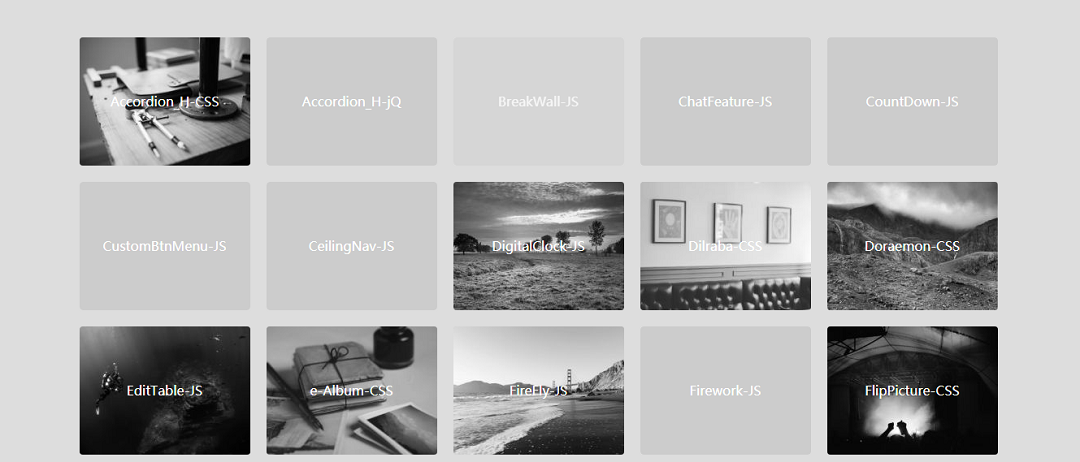 Accordion_H-CSS
Accordion_H-jQ
BreakWall-JS
ChatFeature-JS
CountDown-JS
CustomBtnMenu-JS
CeilingNav-JS
DigitalClock-JS
Dilraba-CSS
Doraemon-CSS
EditTable-JS
e-Album-CSS
FireFly-JS
Firework-JS
FlipPicture-CSS